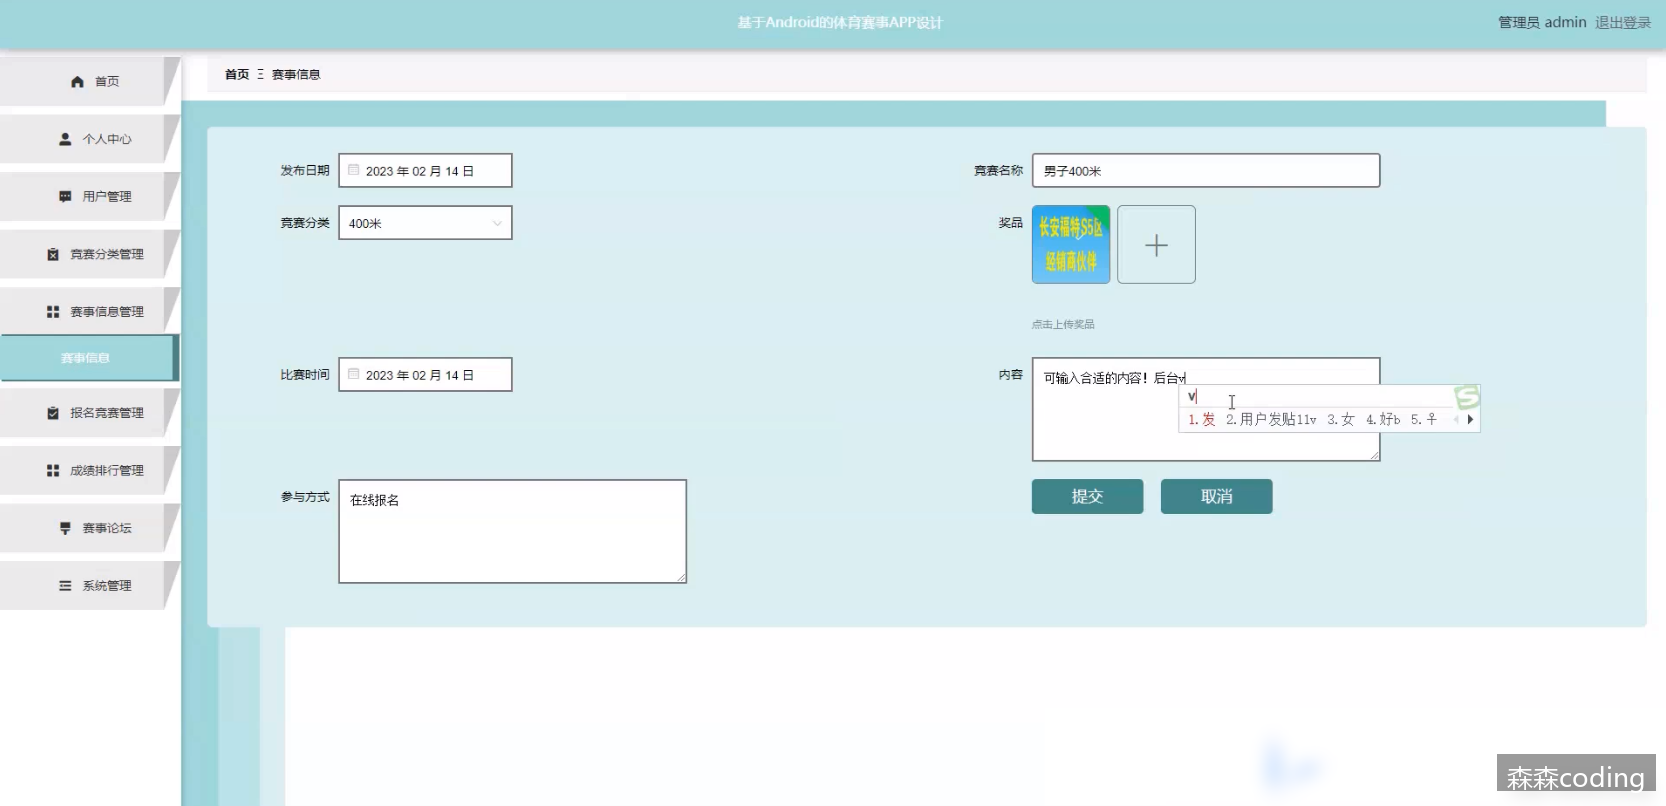 基于Android的体育赛事APP设计
管理员 admin 退出登录
首页
个人中心
用户管理
竞赛分类管理
赛事信息管理
赛事信息
报名竞赛管理
成绩排行管理
赛事论坛
系统管理
首页 Ξ 赛事信息
发布日期 2023 年 02 月 14 日
竞赛名称 男子400米
竞赛分类 400米
奖品
长安福特S5区
经销商伙伴
点击上传奖品
比赛时间 2023 年 02 月 14 日
内容 可输入合适的内容！后台v
v
1.发 2.用户发贴11v 3.女 4.好b 5.♀
参与方式 在线报名
提交 取消
森森coding